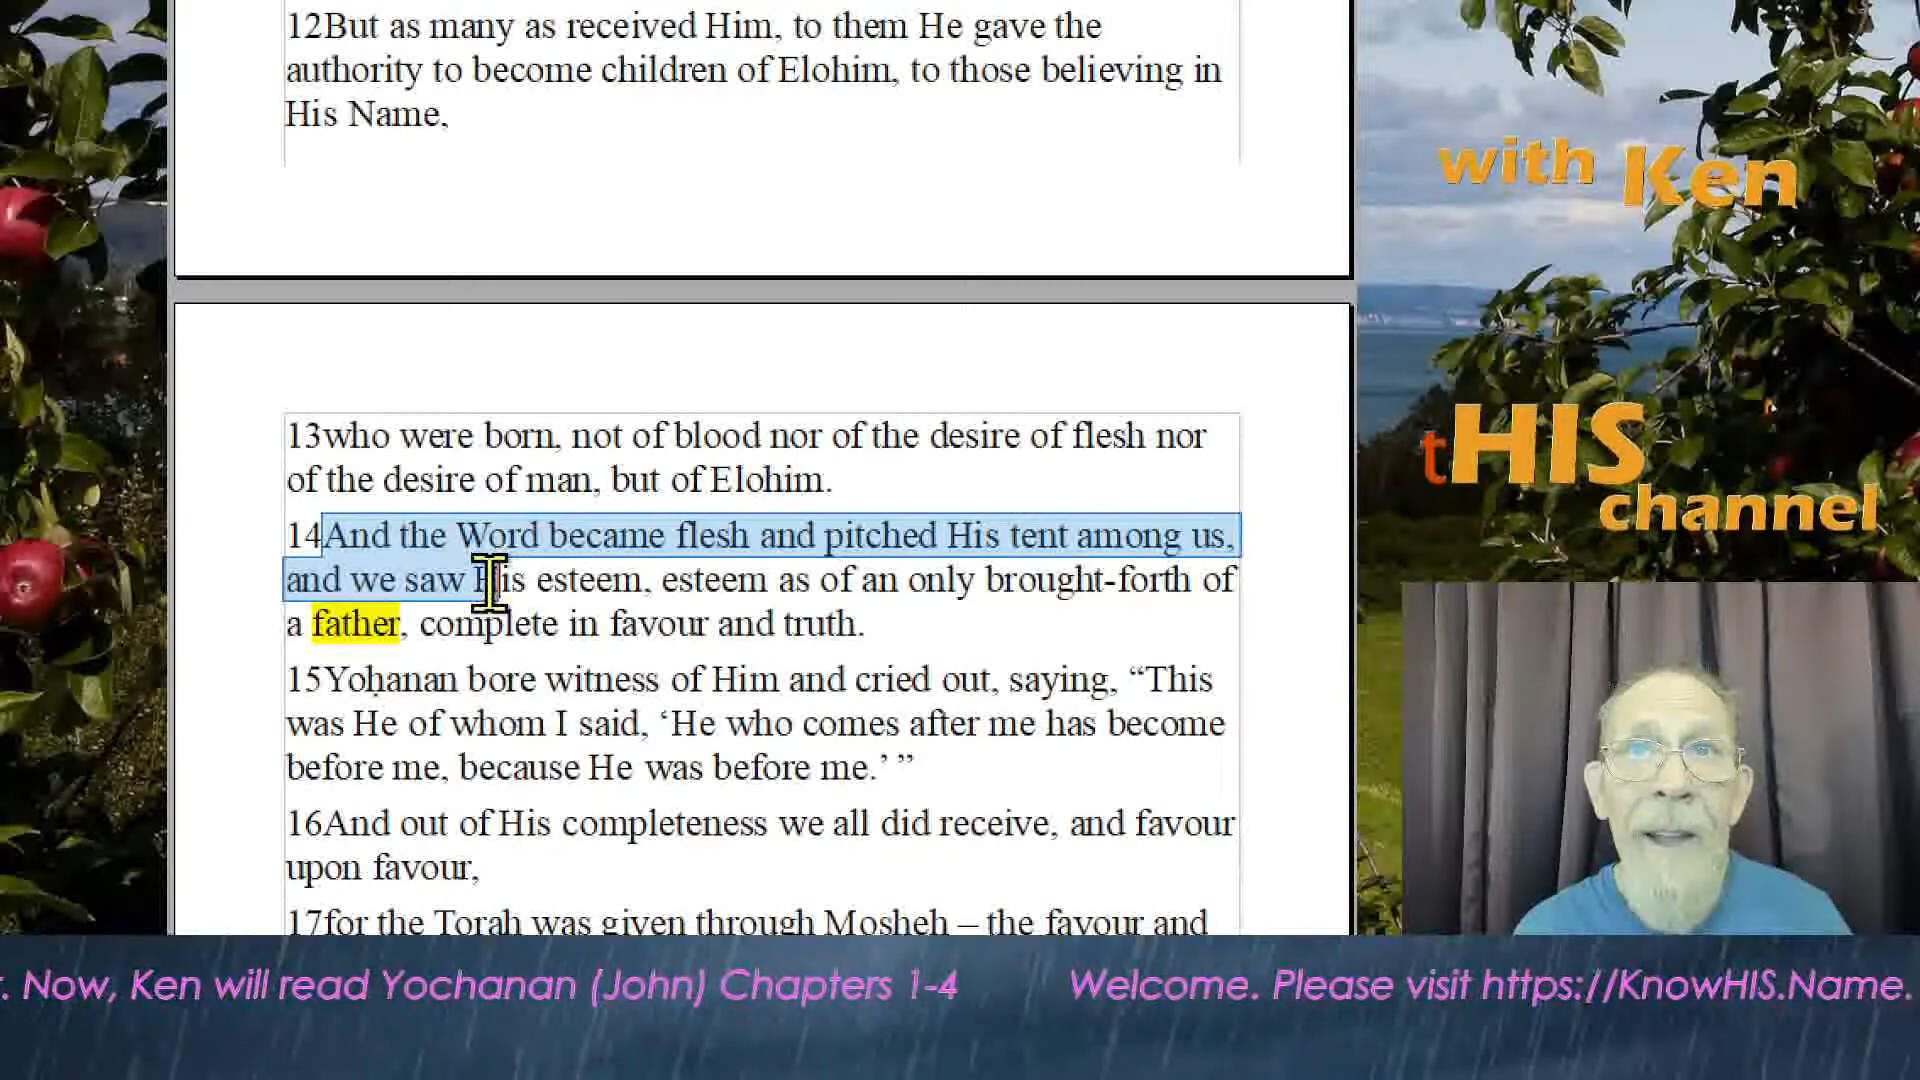 12But as many as received Him, to them He gave the
authority to become children of Elohim, to those believing in
His Name,
with Ken
tHIS
channel
13who were born, not of blood nor of the desire of flesh nor
of the desire of man, but of Elohim.
14And the Word became flesh and pitched His tent among us,
and we saw His esteem, esteem as of an only brought-forth of
a father, complete in favour and truth.
15Yoḥanan bore witness of Him and cried out, saying, “This
was He of whom I said, ‘He who comes after me has become
before me, because He was before me.’ ”
16And out of His completeness we all did receive, and favour
upon favour,
17for the Torah was given through Mosheh – the favour and
. Now, Ken will read Yochanan (John) Chapters 1-4 Welcome. Please visit https://KnowHIS.Name.